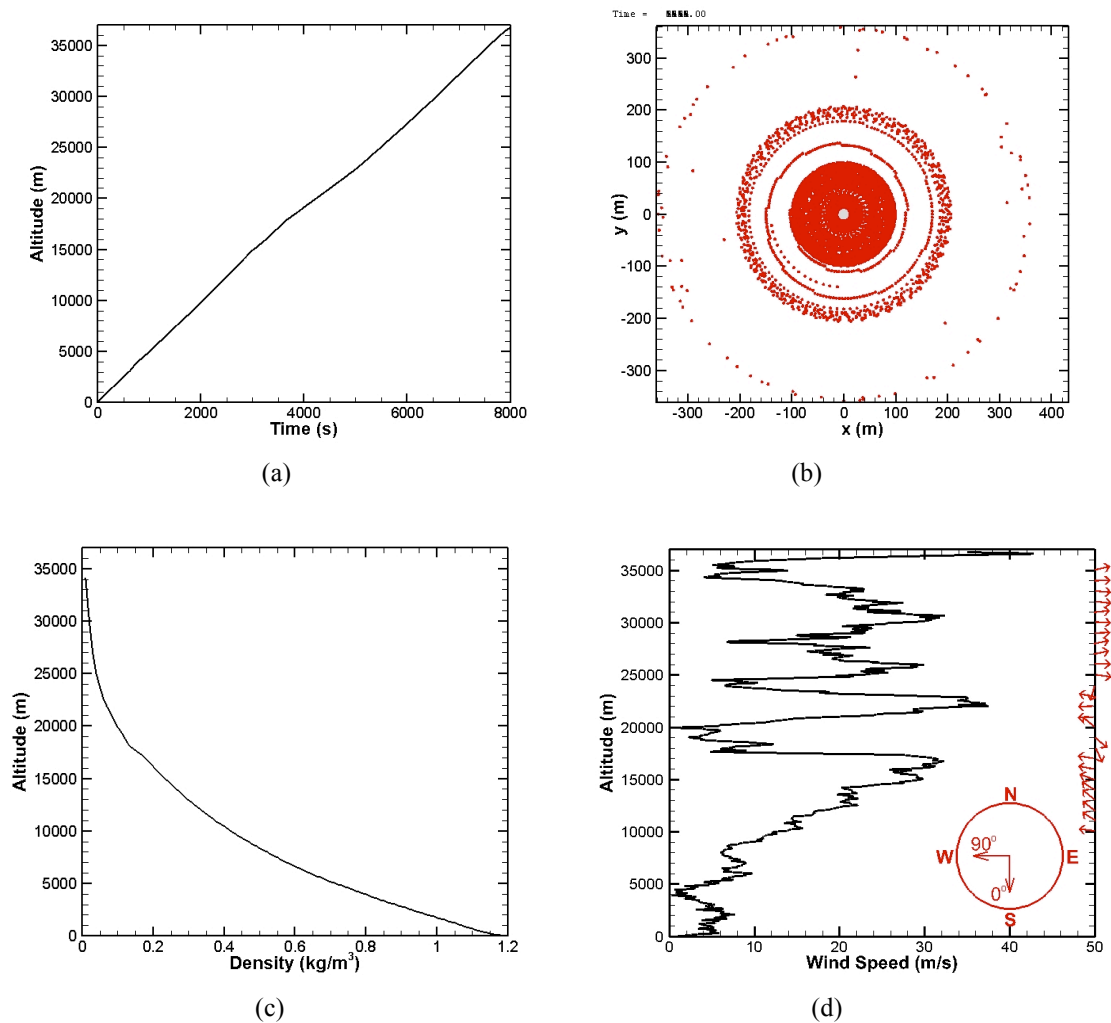 Time = .00
35000
30000
25000
20000
15000
10000
5000
0
Altitude (m)
0 2000 4000 6000 8000
Time (s)
(a)
300
200
100
0
-100
-200
-300
y (m)
-300 -200 -100 0 100 200 300 400
x (m)
(b)
35000
30000
25000
20000
15000
10000
5000
0
Altitude (m)
0 0.2 0.4 0.6 0.8 1 1.2
Density (kg/m³)
(c)
35000
30000
25000
20000
15000
10000
5000
0
Altitude (m)
0 10 20 30 40 50
Wind Speed (m/s)
N
W 90° E
0°
S
(d)